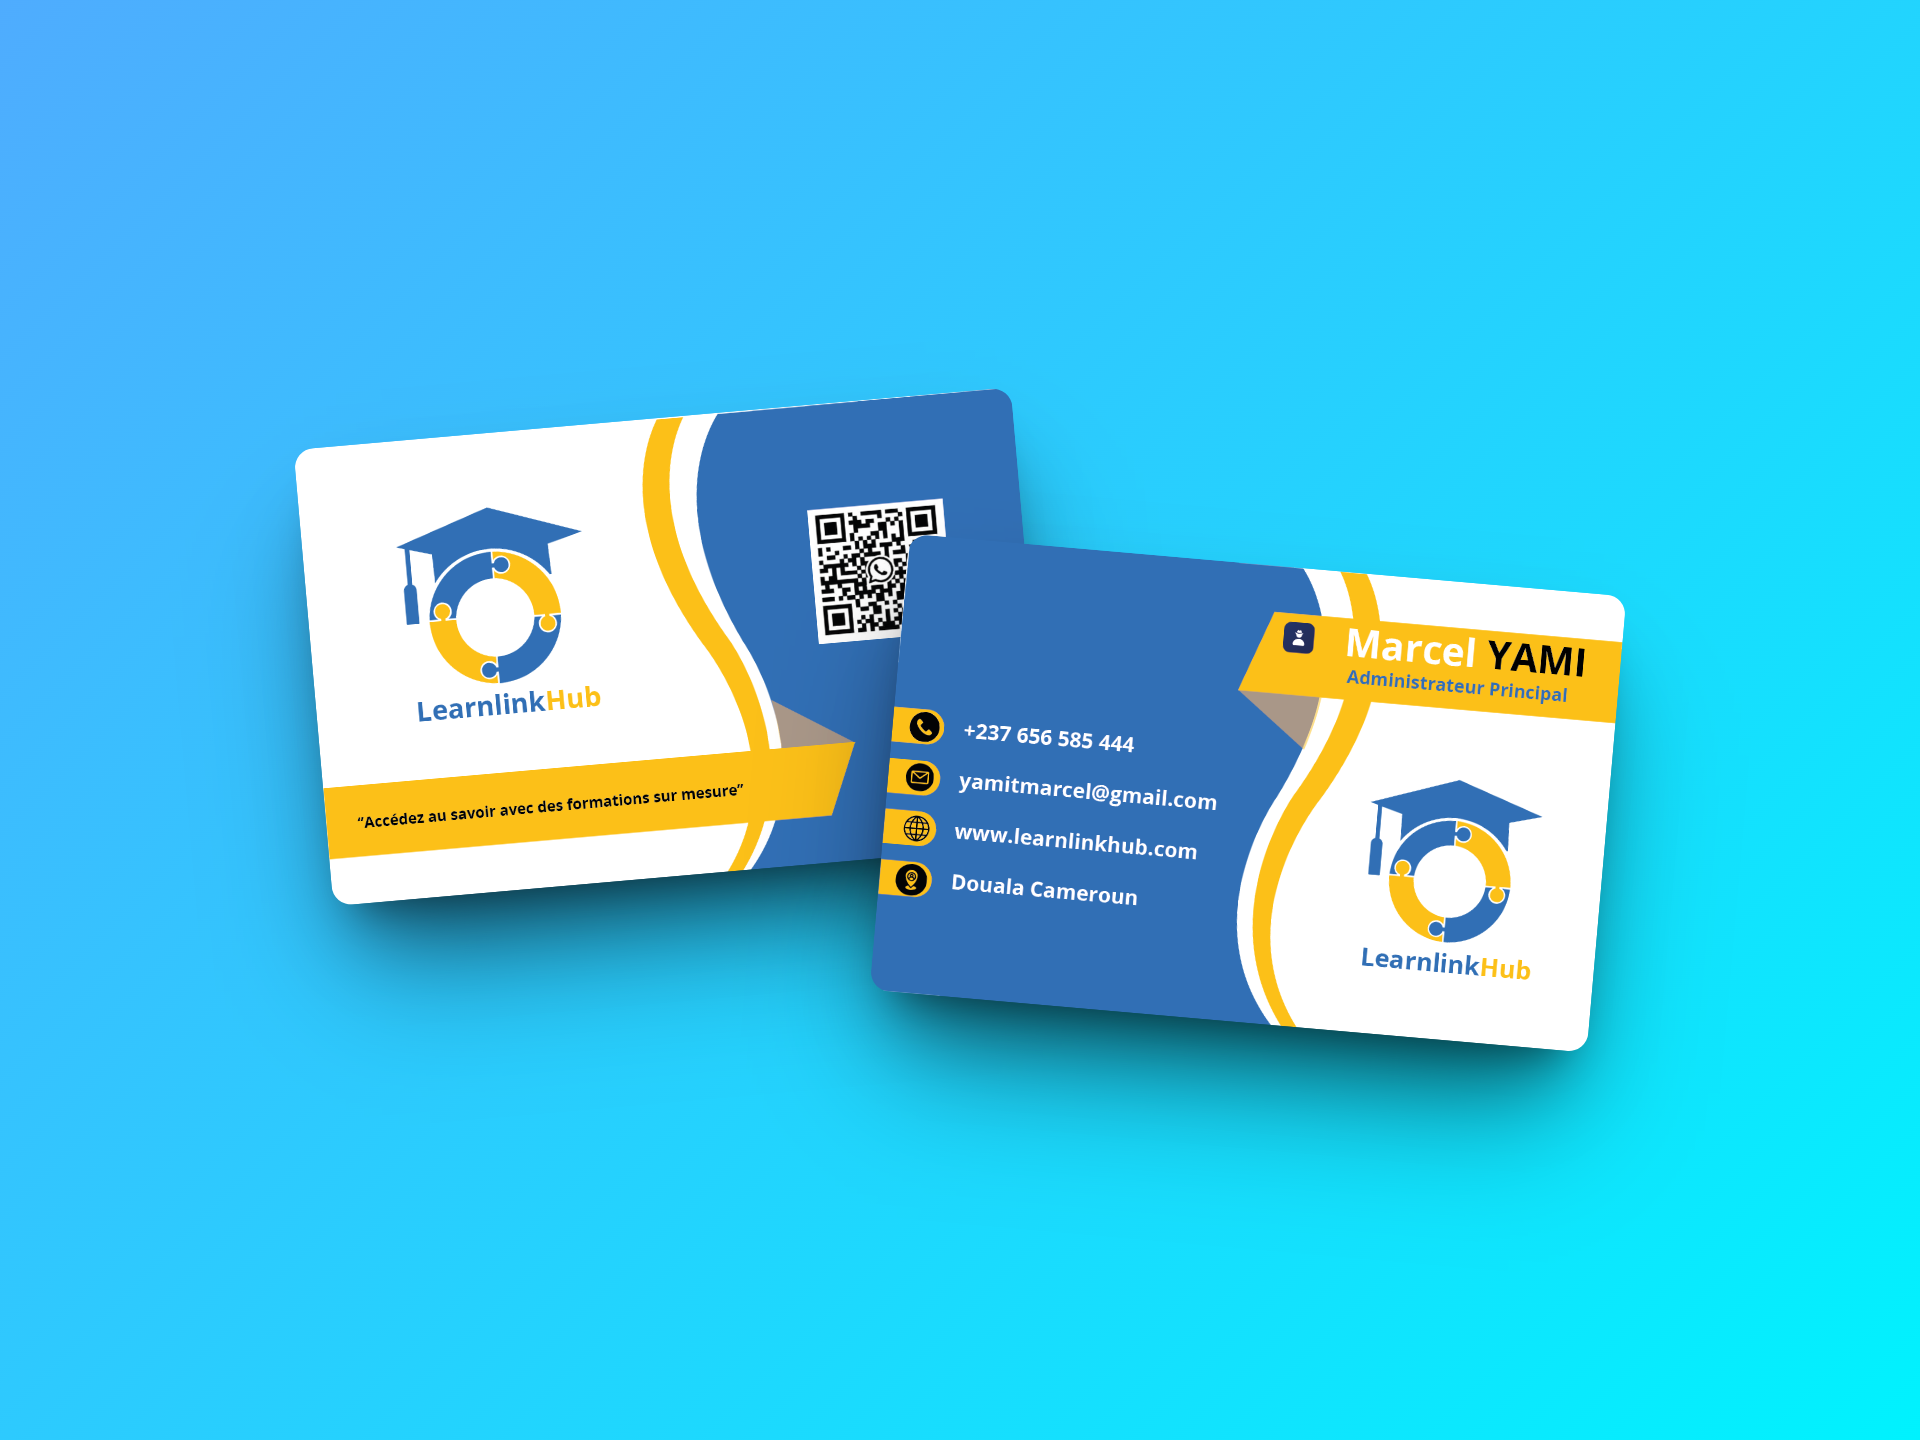 LearnlinkHub
“Accédez au savoir avec des formations sur mesure”
Marcel YAMI
Administrateur Principal
+237 656 585 444
yamitmarcel@gmail.com
www.learnlinkhub.com
Douala Cameroun
LearnlinkHub